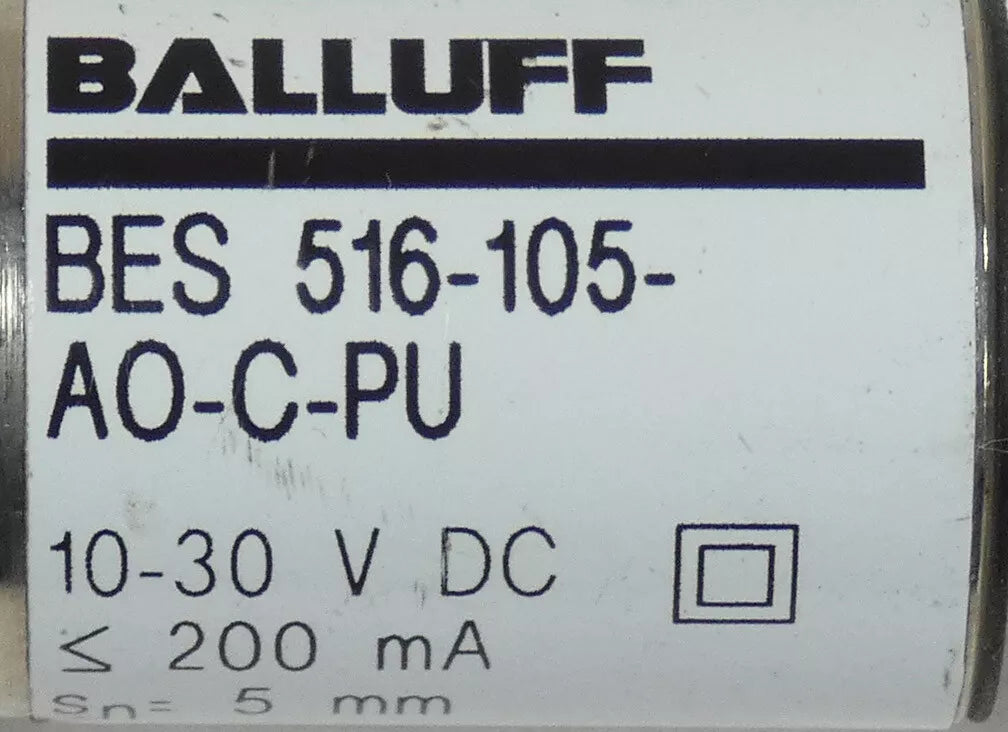 BALLUFF
BES 516-105-
AO-C-PU
10-30 V DC
≤ 200 mA
Sn= 5 mm